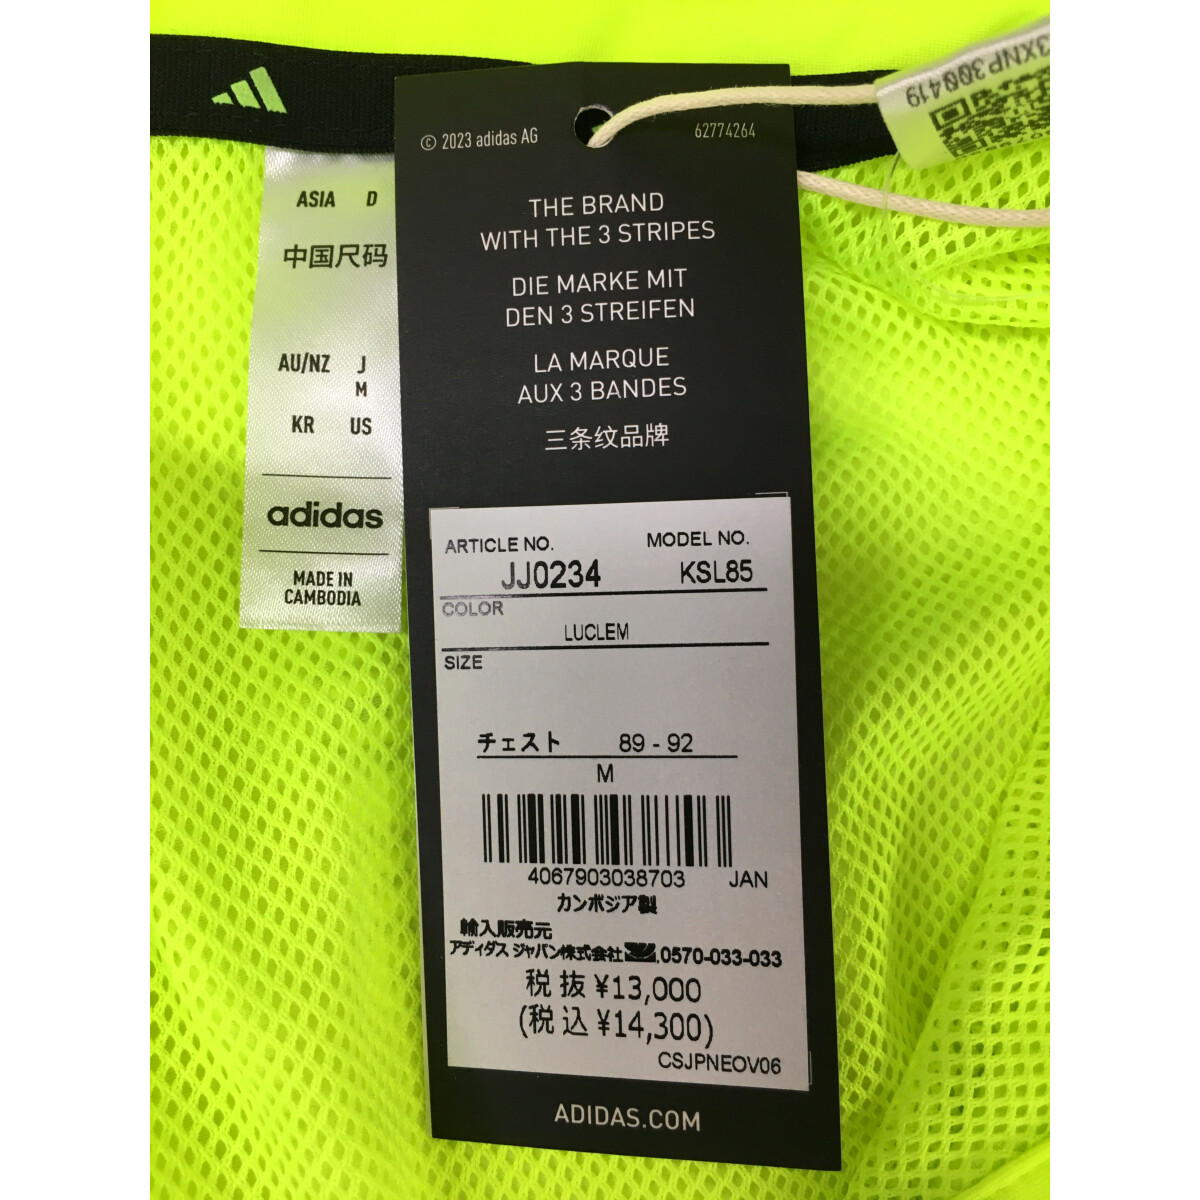 3XNP300419
© 2023 adidas AG
62774264
THE BRAND
WITH THE 3 STRIPES
DIE MARKE MIT
DEN 3 STREIFEN
LA MARQUE
AUX 3 BANDES
三条纹品牌
ASIA D
中国尺码
AU/NZ J
M
KR US
adidas
MADE IN
CAMBODIA
ARTICLE NO. MODEL NO.
JJ0234 KSL85
COLOR
LUCLEM
SIZE
チェスト 89 - 92
M
4067903038703 JAN
カンボジア製
輸入販売元
アディダス ジャパン株式会社 0570-033-033
税 抜 ¥13,000
(税 込 ¥14,300)
CSJPNEOV06
ADIDAS.COM